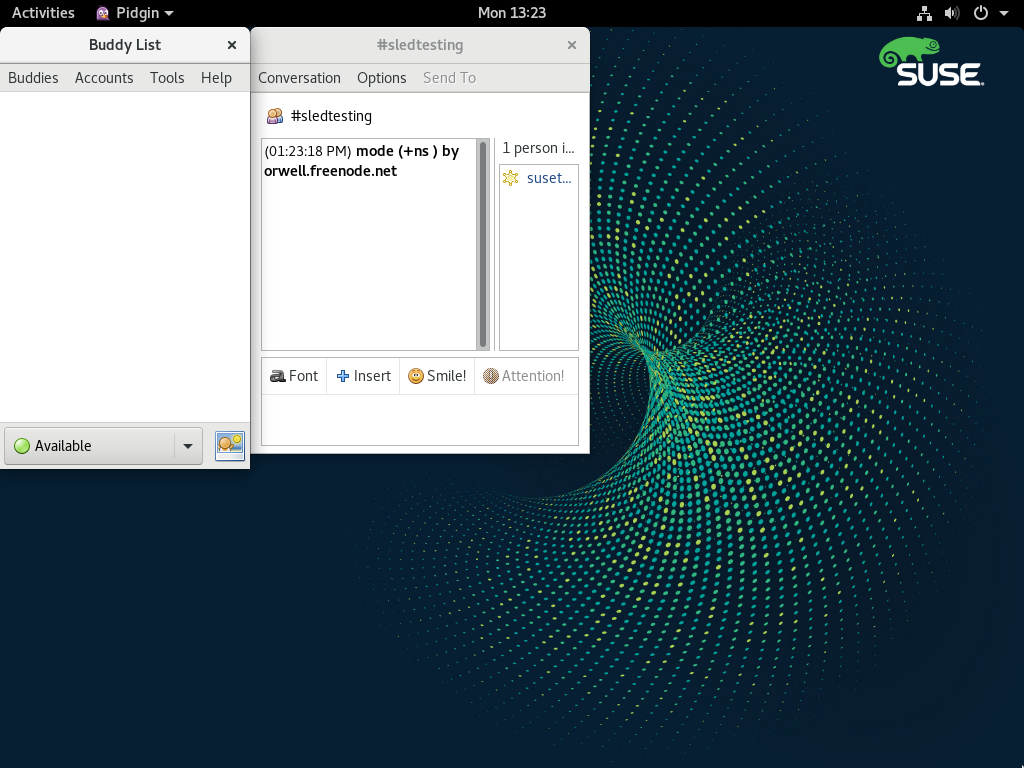 Activities Pidgin Mon 13:23
Buddy List
Buddies Accounts Tools Help
Available
#sledtesting
Conversation Options Send To
#sledtesting
(01:23:18 PM) mode (+ns ) by
orwell.freenode.net
1 person i...
suset...
Font Insert Smile! Attention!
SUSE